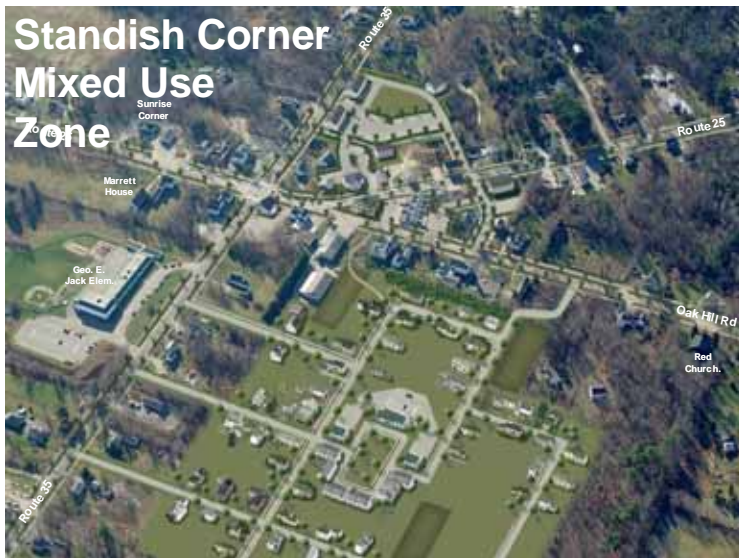 Standish Corner
Mixed Use
Zone
Route 35
Sunrise
Corner
Route 25
Marrett
House
Geo. E.
Jack Elem.
Oak Hill Rd
Red
Church.
Route 35